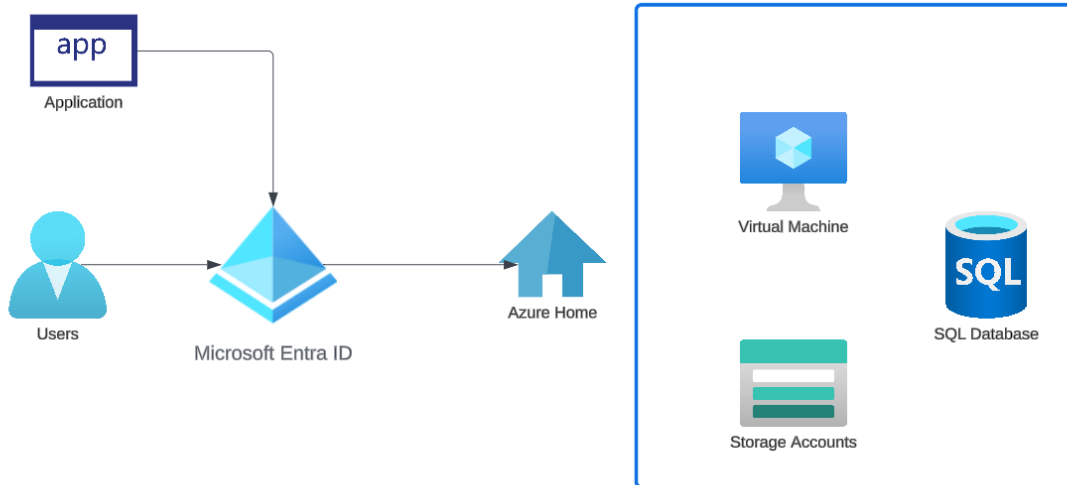 app
Application
Users
Microsoft Entra ID
Azure Home
Virtual Machine
SQL
SQL Database
Storage Accounts